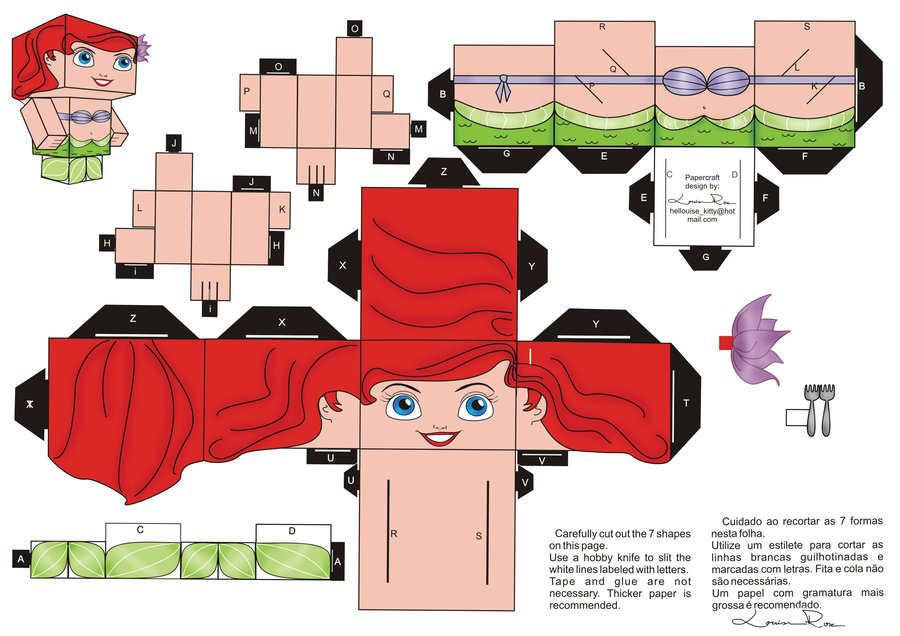 O
O
P
Q
M
M
N
N
J
J
L
K
H
H
i
i
R
S
Q
P
L
K
B
B
G
E
F
C
D
Papercraft
design by:
Louise Rose
hellouise_kitty@hot
mail.com
E
F
G
Z
X
Y
Z
X
Y
T
T
U
V
U
V
R
S
C
D
A
A
Carefully cut out the 7 shapes
on this page.
Use a hobby knife to slit the
white lines labeled with letters.
Tape and glue are not
necessary. Thicker paper is
recommended.
Cuidado ao recortar as 7 formas
nesta folha.
Utilize um estilete para cortar as
linhas brancas guilhotinadas e
marcadas com letras. Fita e cola não
são necessárias.
Um papel com gramatura mais
grossa é recomendado.